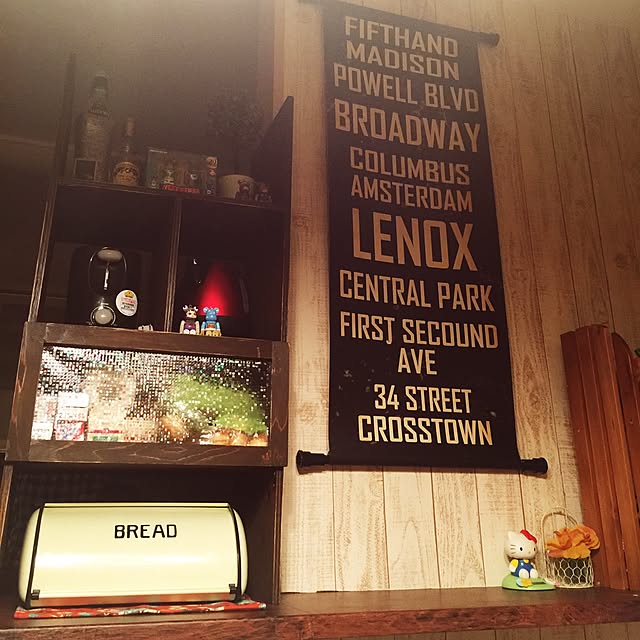 FIFTHAND
MADISON
POWELL BLVD
BROADWAY
COLUMBUS
AMSTERDAM
LENOX
CENTRAL PARK
FIRST SECOUND
AVE
34 STREET
CROSSTOWN
BREAD